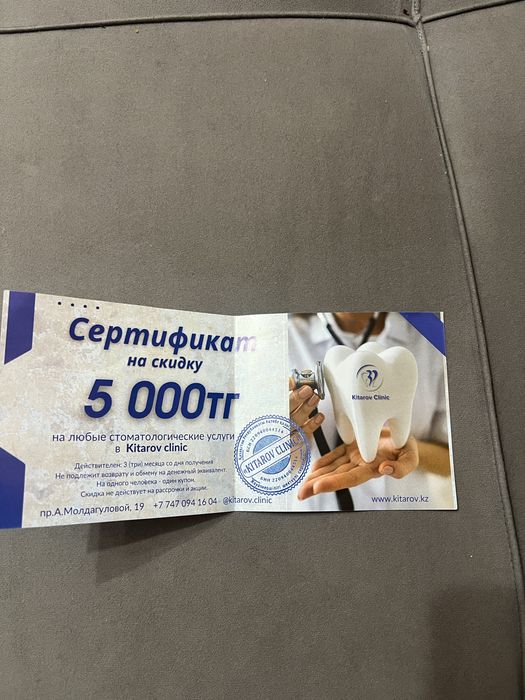 Сертификат
на скидку
5 000тг
на любые стоматологические услуги
в Kitarov clinic
Действителен: 3 (три) месяца со дня получения
Не подлежит возврату и обмену на денежный эквивалент.
На одного человека - один купон.
Скидка не действует на рассрочки и акции.
пр.А.Молдагуловой, 19 +7 747 094 16 04 @kitarov.clinic
«KITAROV CLINIC»
Kitarov Clinic
www.kitarov.kz